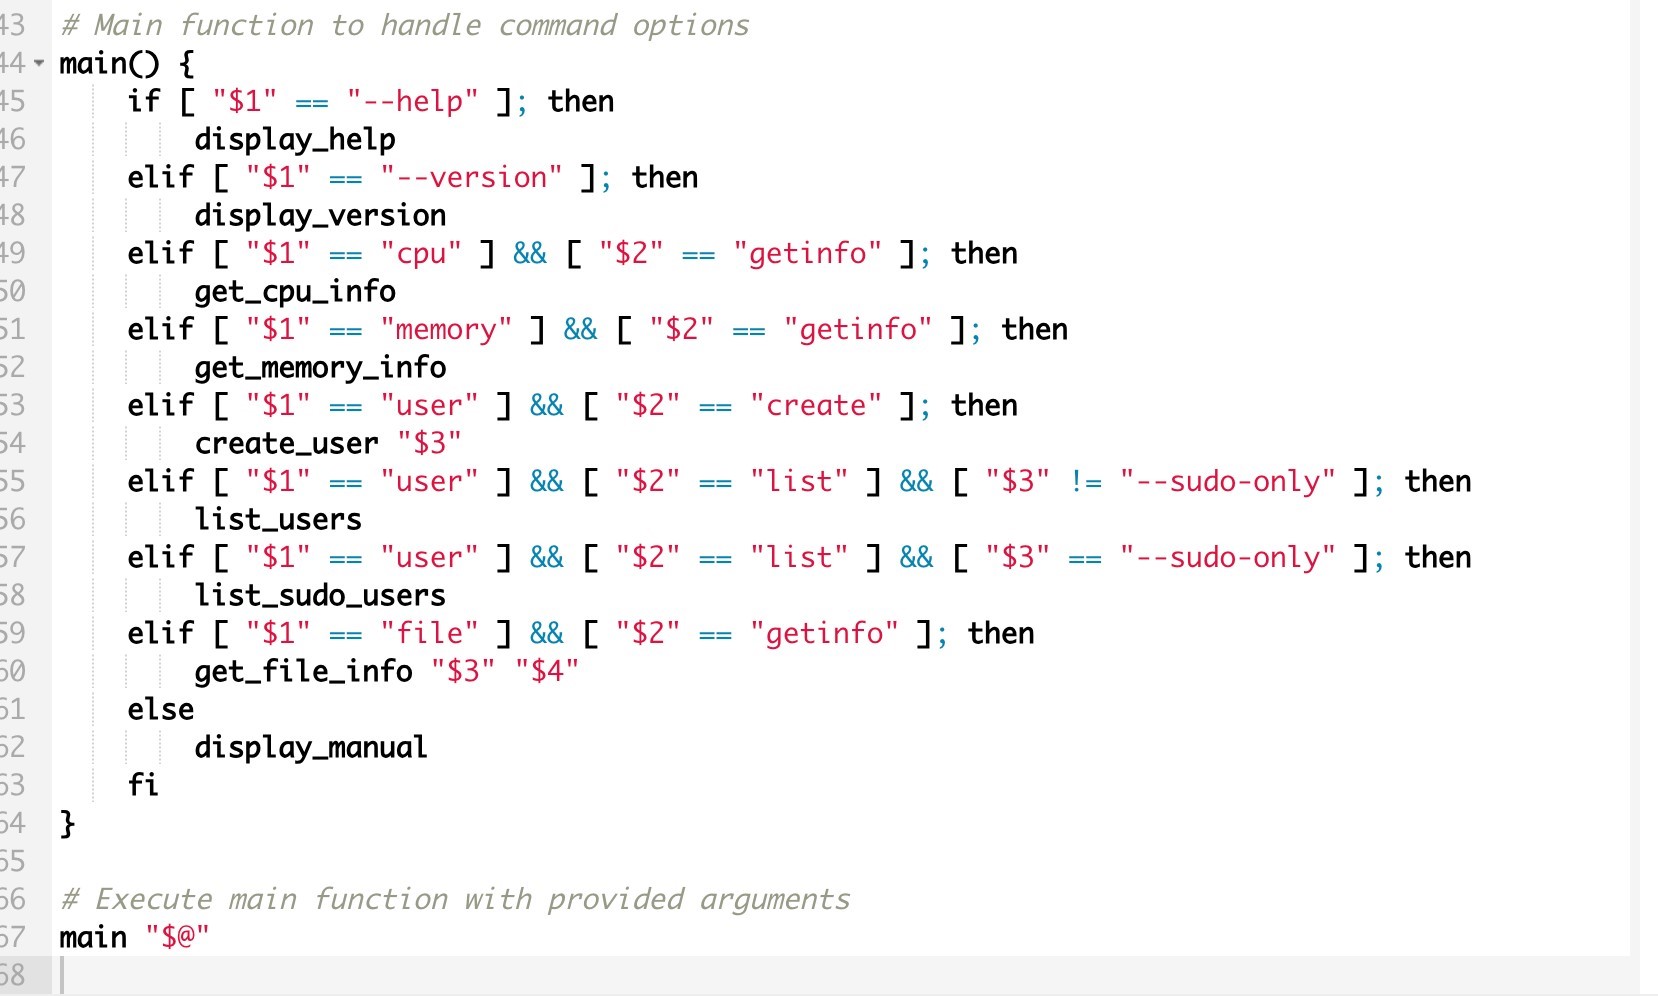 43 # Main function to handle command options
44 main() {
45     if [ "$1" == "--help" ]; then
46         display_help
47     elif [ "$1" == "--version" ]; then
48         display_version
49     elif [ "$1" == "cpu" ] && [ "$2" == "getinfo" ]; then
50         get_cpu_info
51     elif [ "$1" == "memory" ] && [ "$2" == "getinfo" ]; then
52         get_memory_info
53     elif [ "$1" == "user" ] && [ "$2" == "create" ]; then
54         create_user "$3"
55     elif [ "$1" == "user" ] && [ "$2" == "list" ] && [ "$3" != "--sudo-only" ]; then
56         list_users
57     elif [ "$1" == "user" ] && [ "$2" == "list" ] && [ "$3" == "--sudo-only" ]; then
58         list_sudo_users
59     elif [ "$1" == "file" ] && [ "$2" == "getinfo" ]; then
60         get_file_info "$3" "$4"
61     else
62         display_manual
63     fi
64 }
65
66 # Execute main function with provided arguments
67 main "$@"
68